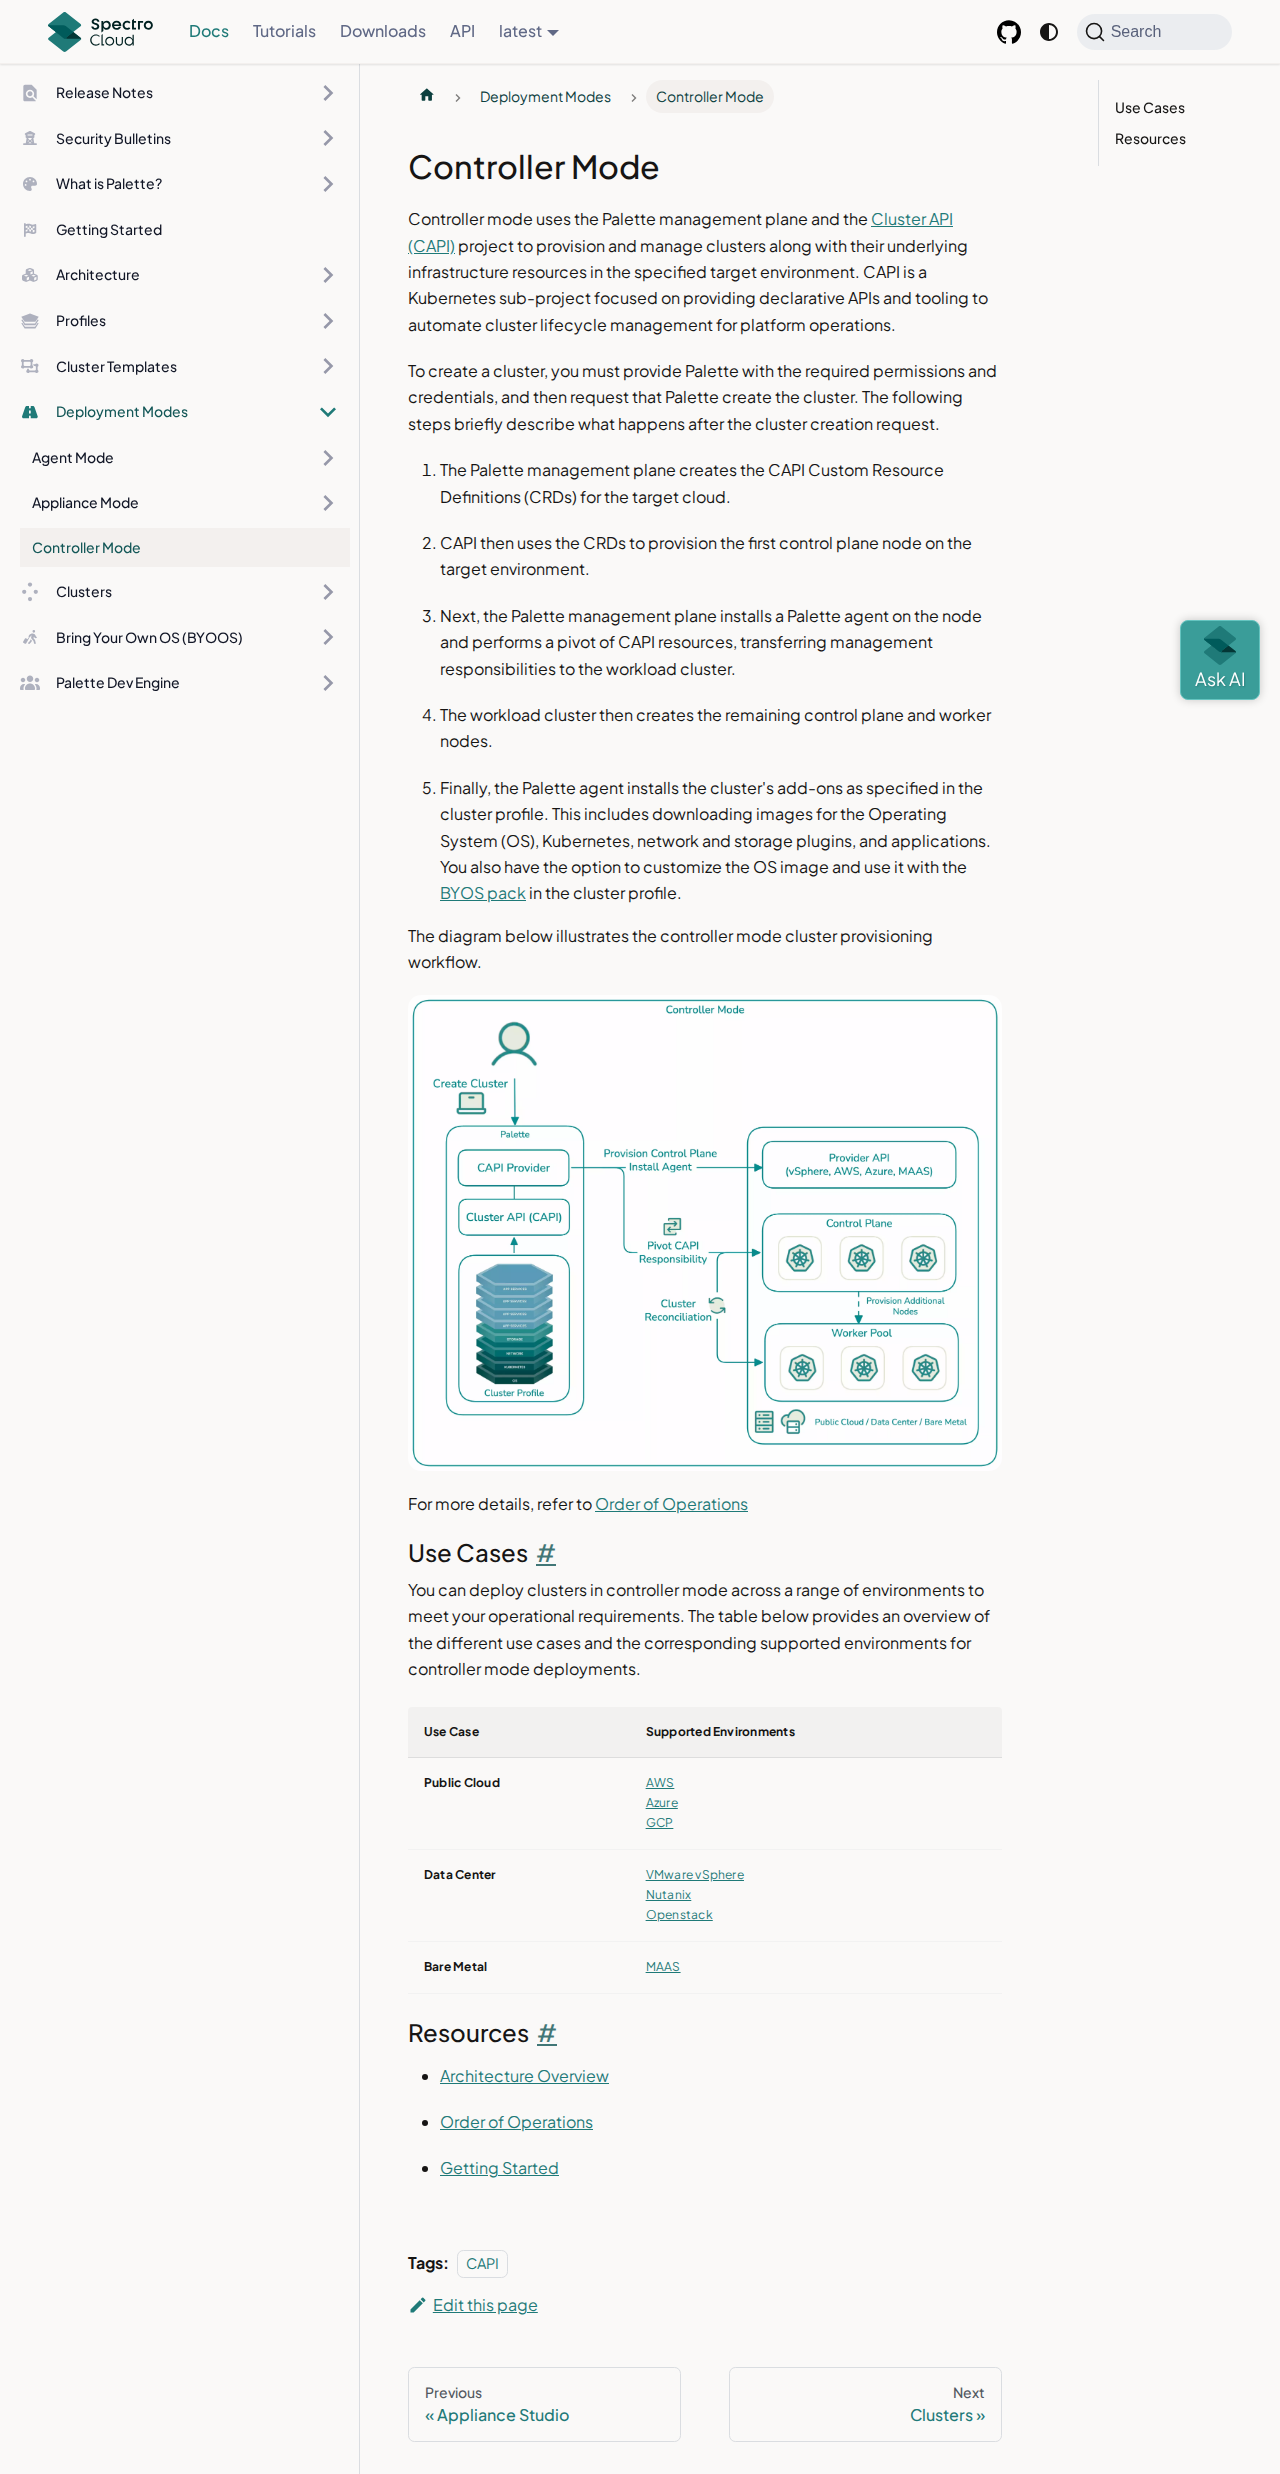 Spectro
Cloud
Docs
Tutorials
Downloads
API
latest
Search
Release Notes
Security Bulletins
What is Palette?
Getting Started
Architecture
Profiles
Cluster Templates
Deployment Modes
Agent Mode
Appliance Mode
Controller Mode
Clusters
Bring Your Own OS (BYOOS)
Palette Dev Engine
Deployment Modes
Controller Mode
Controller Mode
Controller mode uses the Palette management plane and the Cluster API
(CAPI) project to provision and manage clusters along with their underlying
infrastructure resources in the specified target environment. CAPI is a
Kubernetes sub-project focused on providing declarative APIs and tooling to
automate cluster lifecycle management for platform operations.
To create a cluster, you must provide Palette with the required permissions and
credentials, and then request that Palette create the cluster. The following
steps briefly describe what happens after the cluster creation request.
1. The Palette management plane creates the CAPI Custom Resource
Definitions (CRDs) for the target cloud.
2. CAPI then uses the CRDs to provision the first control plane node on the
target environment.
3. Next, the Palette management plane installs a Palette agent on the node
and performs a pivot of CAPI resources, transferring management
responsibilities to the workload cluster.
4. The workload cluster then creates the remaining control plane and worker
nodes.
5. Finally, the Palette agent installs the cluster's add-ons as specified in the
cluster profile. This includes downloading images for the Operating
System (OS), Kubernetes, network and storage plugins, and applications.
You also have the option to customize the OS image and use it with the
BYOS pack in the cluster profile.
The diagram below illustrates the controller mode cluster provisioning
workflow.
Controller Mode
Create Cluster
Palette
CAPI Provider
Cluster API (CAPI)
STORAGE
NETWORK
KUBERNETES
OS
Cluster Profile
Provision Control Plane
Install Agent
Pivot CAPI
Responsibility
Cluster
Reconciliation
Provider API
(vSphere, AWS, Azure, MAAS)
Control Plane
Provision Additional
Nodes
Worker Pool
Public Cloud / Data Center / Bare Metal
For more details, refer to Order of Operations
Use Cases #
You can deploy clusters in controller mode across a range of environments to
meet your operational requirements. The table below provides an overview of
the different use cases and the corresponding supported environments for
controller mode deployments.
Use Case
Supported Environments
Public Cloud
AWS
Azure
GCP
Data Center
VMware vSphere
Nutanix
Openstack
Bare Metal
MAAS
Resources #
Architecture Overview
Order of Operations
Getting Started
Tags:
CAPI
Edit this page
Previous
« Appliance Studio
Next
Clusters »
Use Cases
Resources
Ask AI